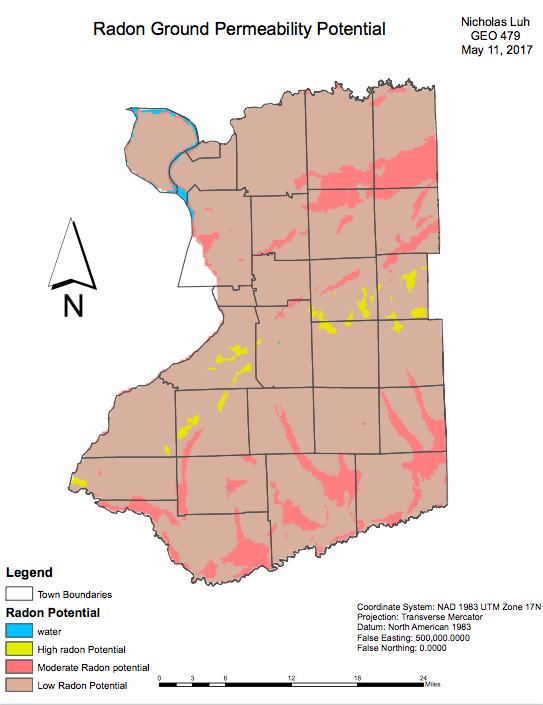 Radon Ground Permeability Potential
Nicholas Luh
GEO 479
May 11, 2017
N
Legend
Town Boundaries
Radon Potential
water
High radon Potential
Moderate Radon potential
Low Radon Potential
Coordinate System: NAD 1983 UTM Zone 17N
Projection: Transverse Mercator
Datum: North American 1983
False Easting: 500,000.0000
False Northing: 0.0000
0 3 6 12 18 24
Miles